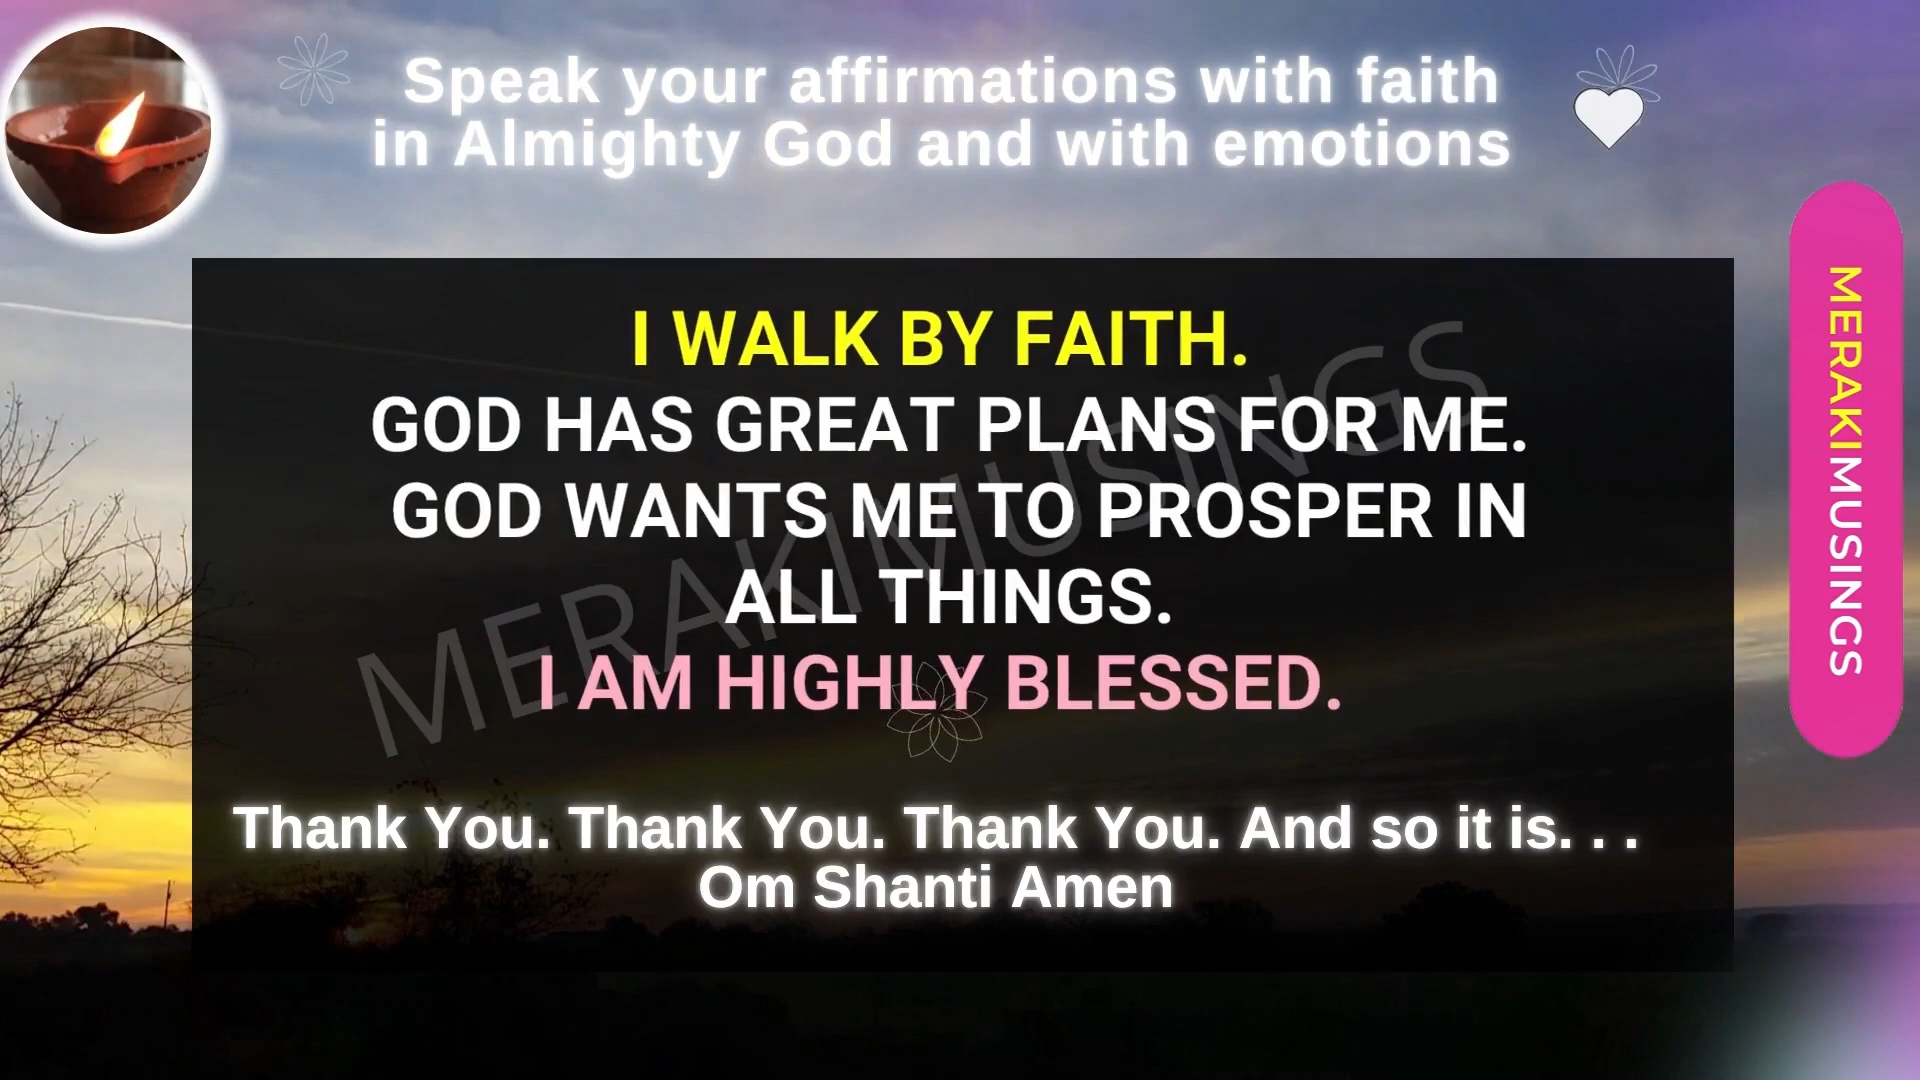 Speak your affirmations with faith
in Almighty God and with emotions
I WALK BY FAITH.
GOD HAS GREAT PLANS FOR ME.
GOD WANTS ME TO PROSPER IN
ALL THINGS.
I AM HIGHLY BLESSED.
MERAKIMUSINGS
Thank You. Thank You. Thank You. And so it is. . .
Om Shanti Amen
MERAKIMUSINGS